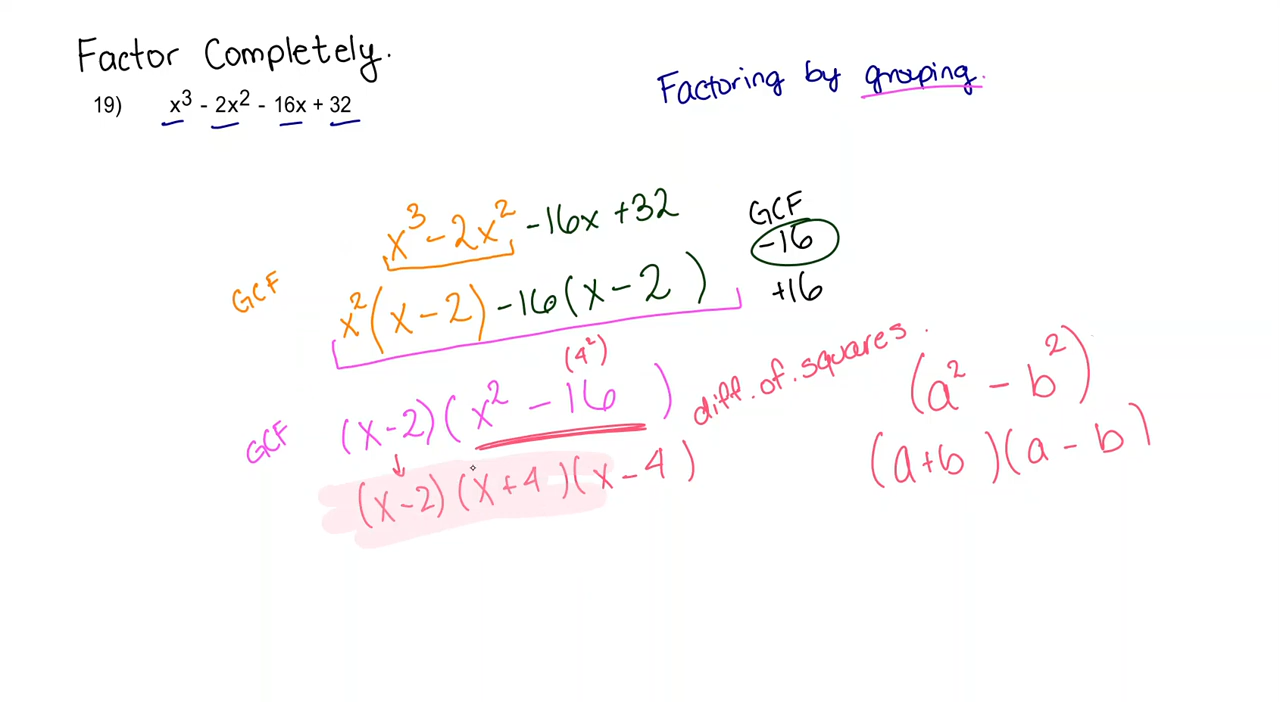 Factor Completely.
Factoring by grouping.
19) x³ - 2x² - 16x + 32
x³ - 2x² - 16x + 32
GCF
-16
+16
GCF
x²(x - 2) - 16(x - 2)
(4²)
GCF (x - 2)(x² - 16)
diff. of. squares.
(a² - b²)
(x - 2)(x + 4)(x - 4)
(a + b)(a - b)